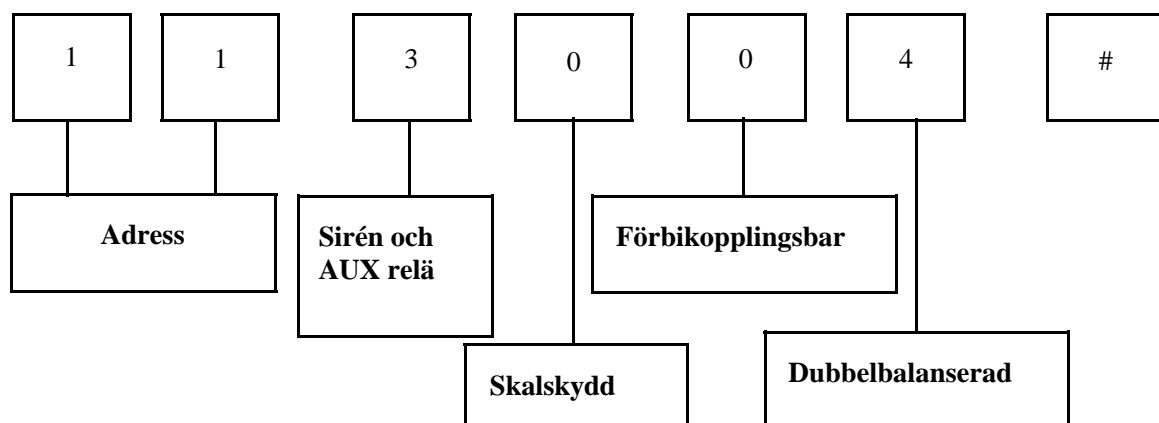 1 1 3 0 0 4 #
Adress
Sirén och
AUX relä
Förbikopplingsbar
Skalskydd
Dubbelbalanserad